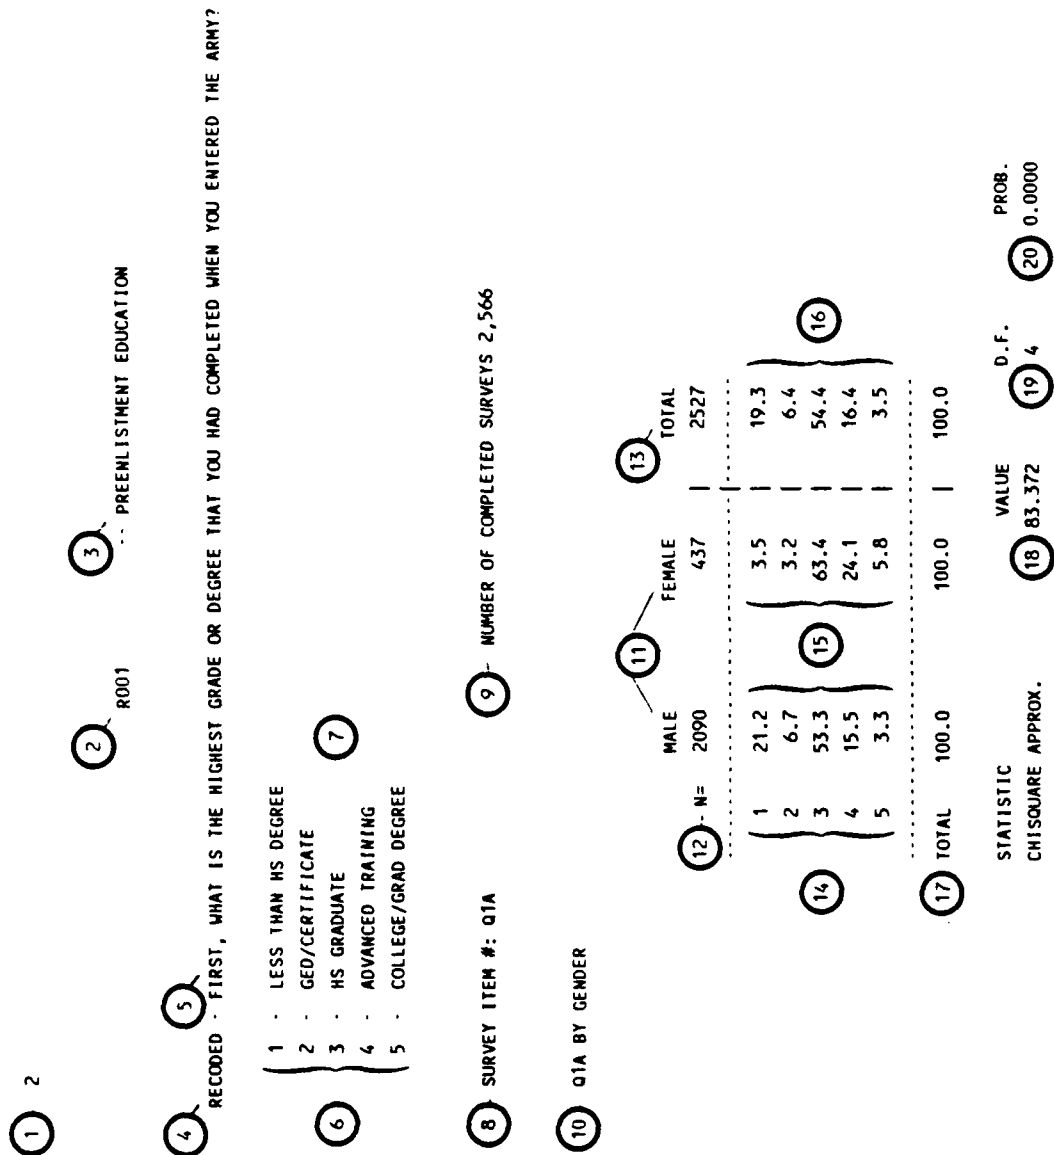 1 2
2 R001 3 -- PREENLISTMENT EDUCATION
4 RECODED - 5 FIRST, WHAT IS THE HIGHEST GRADE OR DEGREE THAT YOU HAD COMPLETED WHEN YOU ENTERED THE ARMY?
1 - LESS THAN HS DEGREE
2 - GED/CERTIFICATE
6 3 - HS GRADUATE 7
4 - ADVANCED TRAINING
5 - COLLEGE/GRAD DEGREE
8 SURVEY ITEM #: Q1A 9 NUMBER OF COMPLETED SURVEYS 2,566
10 Q1A BY GENDER
11 13
MALE FEMALE TOTAL
12 N= 2090 437 | 2527
1 21.2 3.5 | 19.3
2 6.7 3.2 | 6.4
14 3 53.3 15 63.4 | 54.4 16
4 15.5 24.1 | 16.4
5 3.3 5.8 | 3.5
17 TOTAL 100.0 100.0 | 100.0
STATISTIC VALUE D.F. PROB.
CHISQUARE APPROX. 18 83.372 19 4 20 0.0000